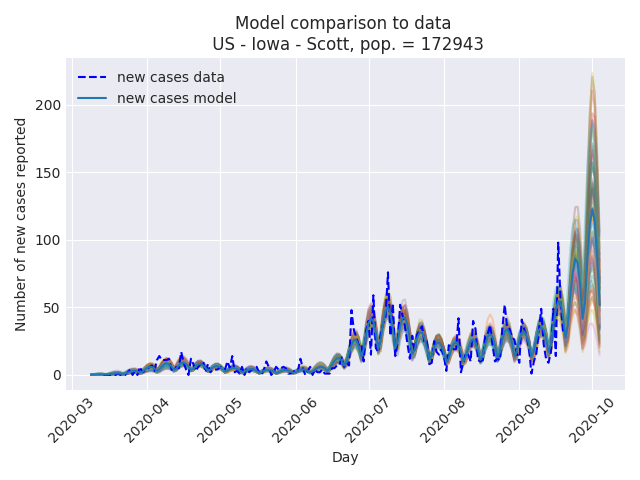 Model comparison to data
US - Iowa - Scott, pop. = 172943
new cases data
new cases model
Number of new cases reported
200
150
100
50
0
2020-03
2020-04
2020-05
2020-06
2020-07
2020-08
2020-09
2020-10
Day